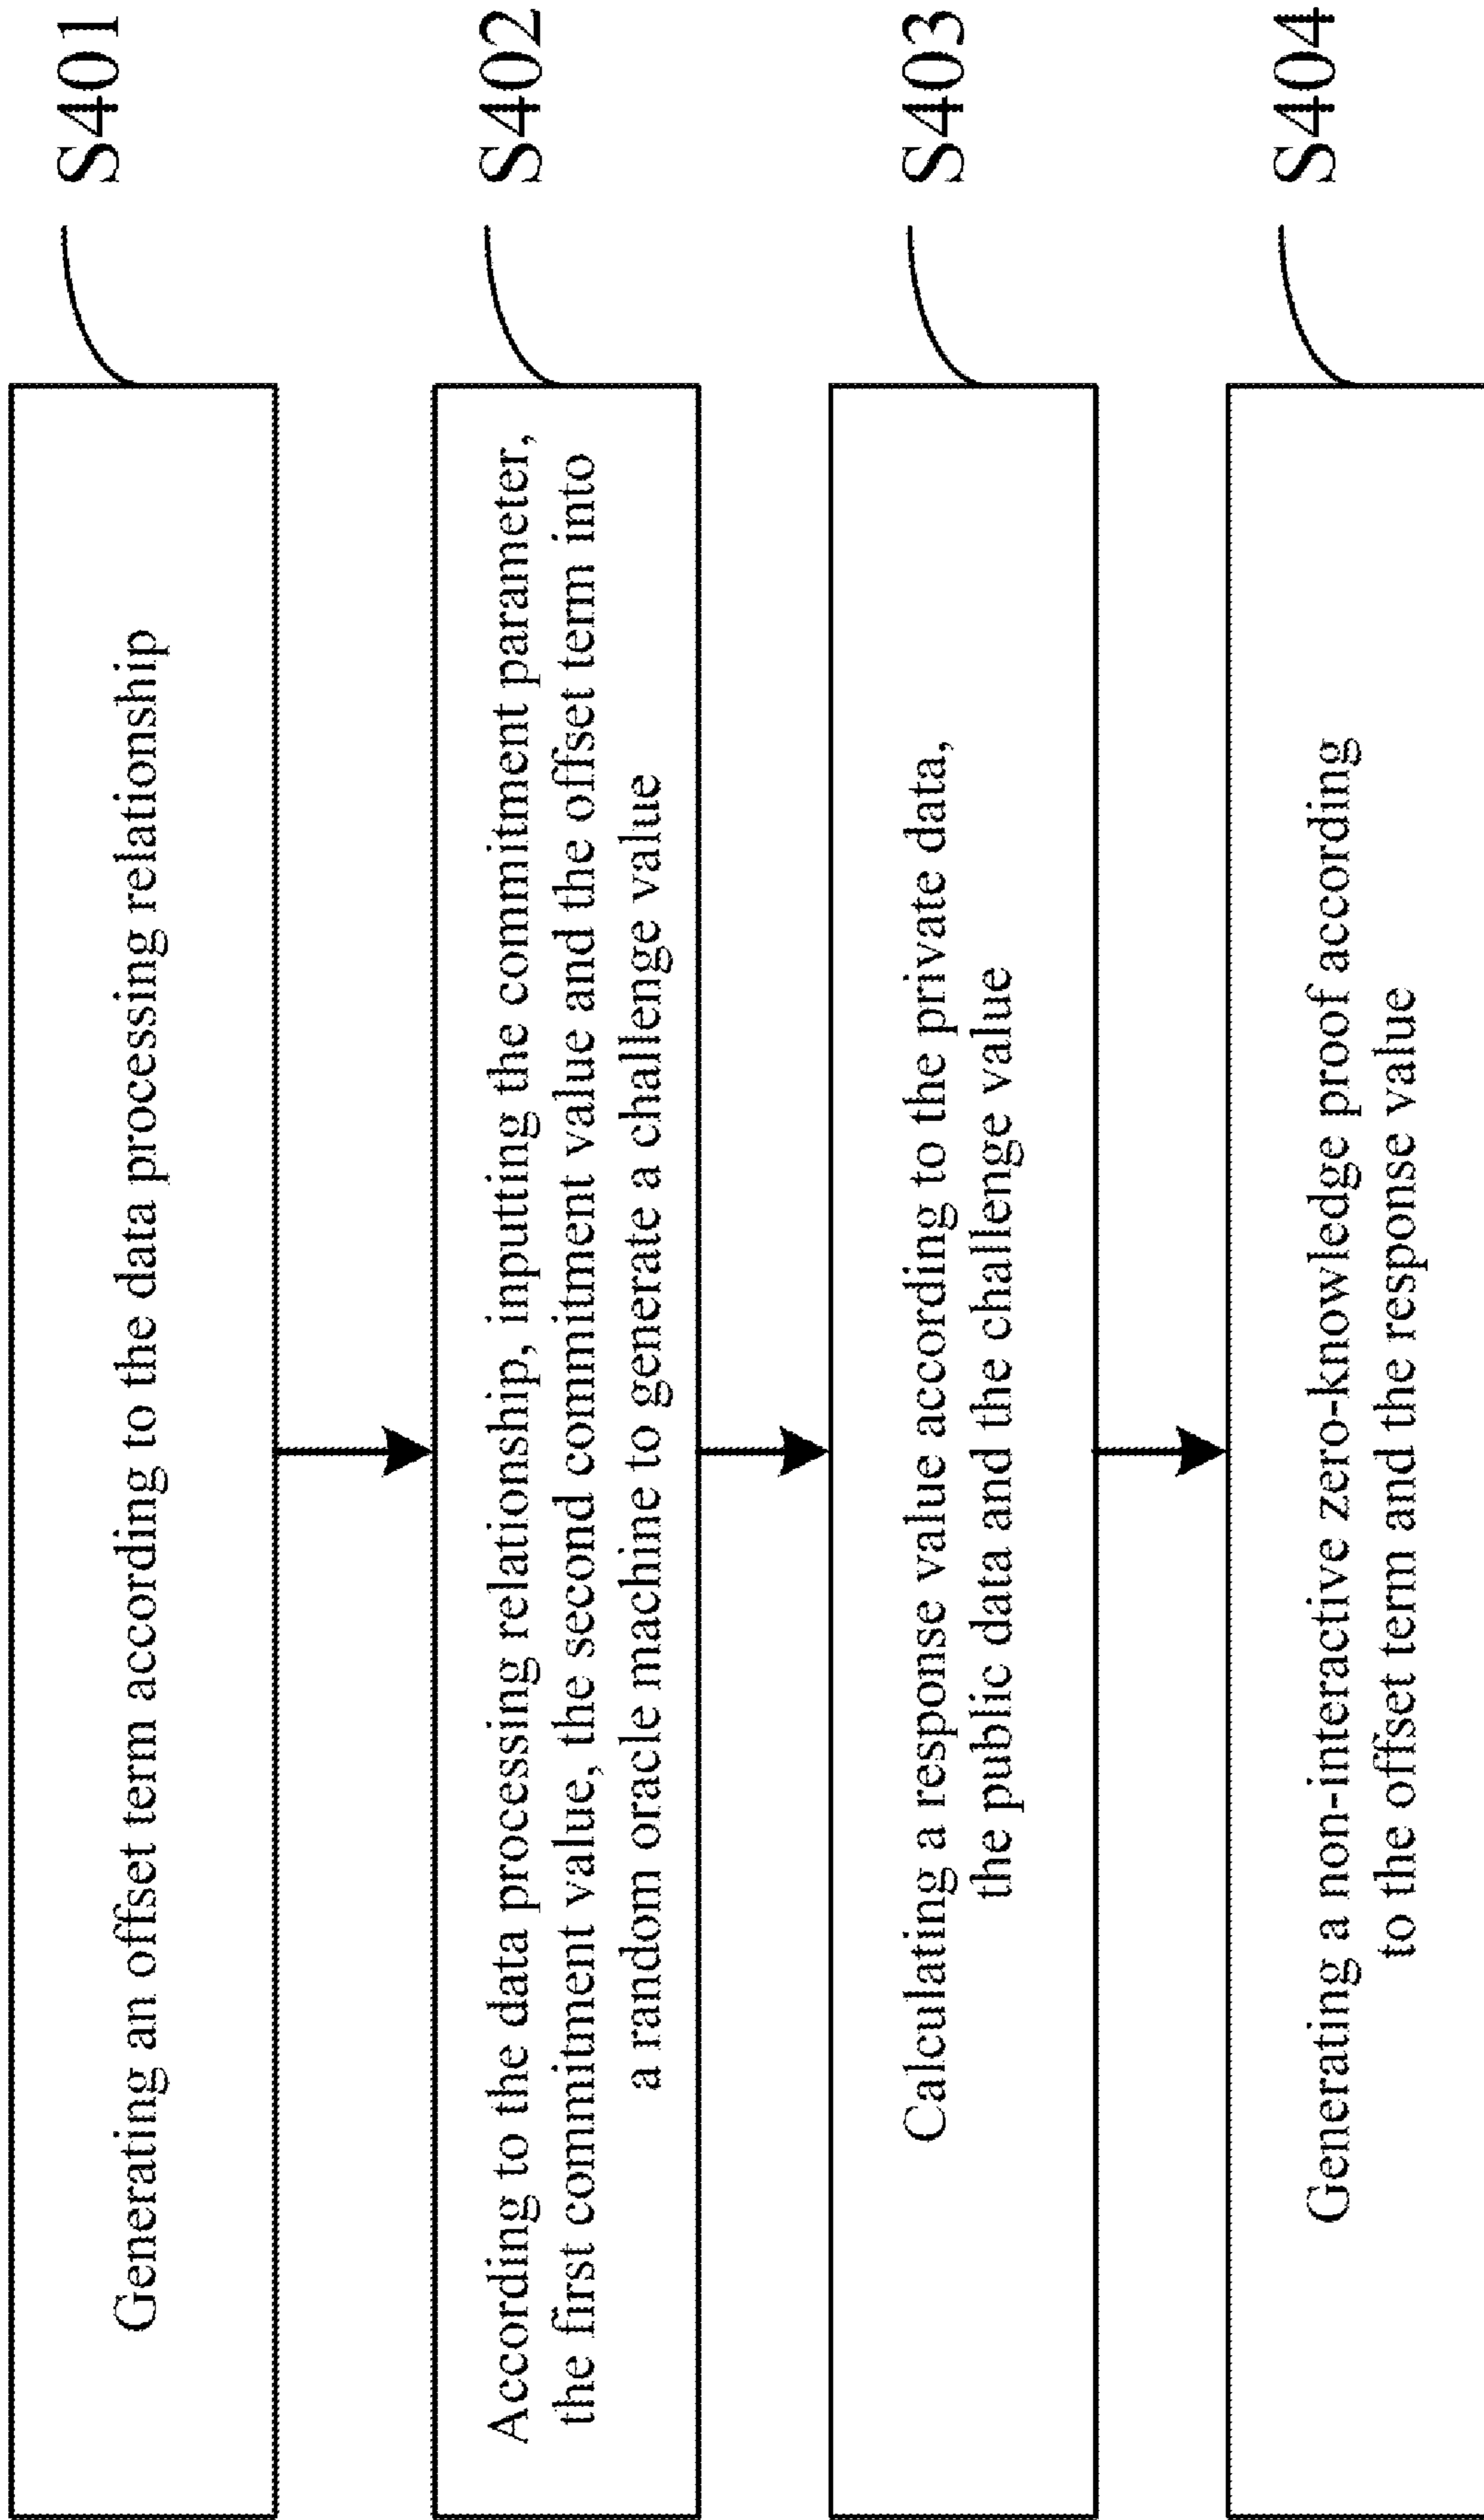 Generating an offset term according to the data processing relationship
S401
According to the data processing relationship, inputting the commitment parameter,
the first commitment value, the second commitment value and the offset term into
a random oracle machine to generate a challenge value
S402
Calculating a response value according to the private data,
the public data and the challenge value
S403
Generating a non-interactive zero-knowledge proof according
to the offset term and the response value
S404